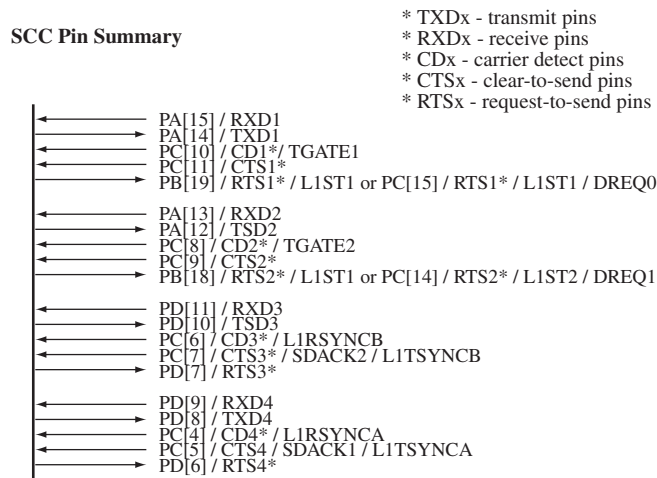 SCC Pin Summary
* TXDx - transmit pins
* RXDx - receive pins
* CDx - carrier detect pins
* CTSx - clear-to-send pins
* RTSx - request-to-send pins
PA[15] / RXD1
PA[14] / TXD1
PC[10] / CD1*/ TGATE1
PC[11] / CTS1*
PB[19] / RTS1* / L1ST1 or PC[15] / RTS1* / L1ST1 / DREQ0
PA[13] / RXD2
PA[12] / TSD2
PC[8] / CD2* / TGATE2
PC[9] / CTS2*
PB[18] / RTS2* / L1ST1 or PC[14] / RTS2* / L1ST2 / DREQ1
PD[11] / RXD3
PD[10] / TSD3
PC[6] / CD3* / L1RSYNCB
PC[7] / CTS3* / SDACK2 / L1TSYNCB
PD[7] / RTS3*
PD[9] / RXD4
PD[8] / TXD4
PC[4] / CD4* / L1RSYNCA
PC[5] / CTS4 / SDACK1 / L1TSYNCA
PD[6] / RTS4*